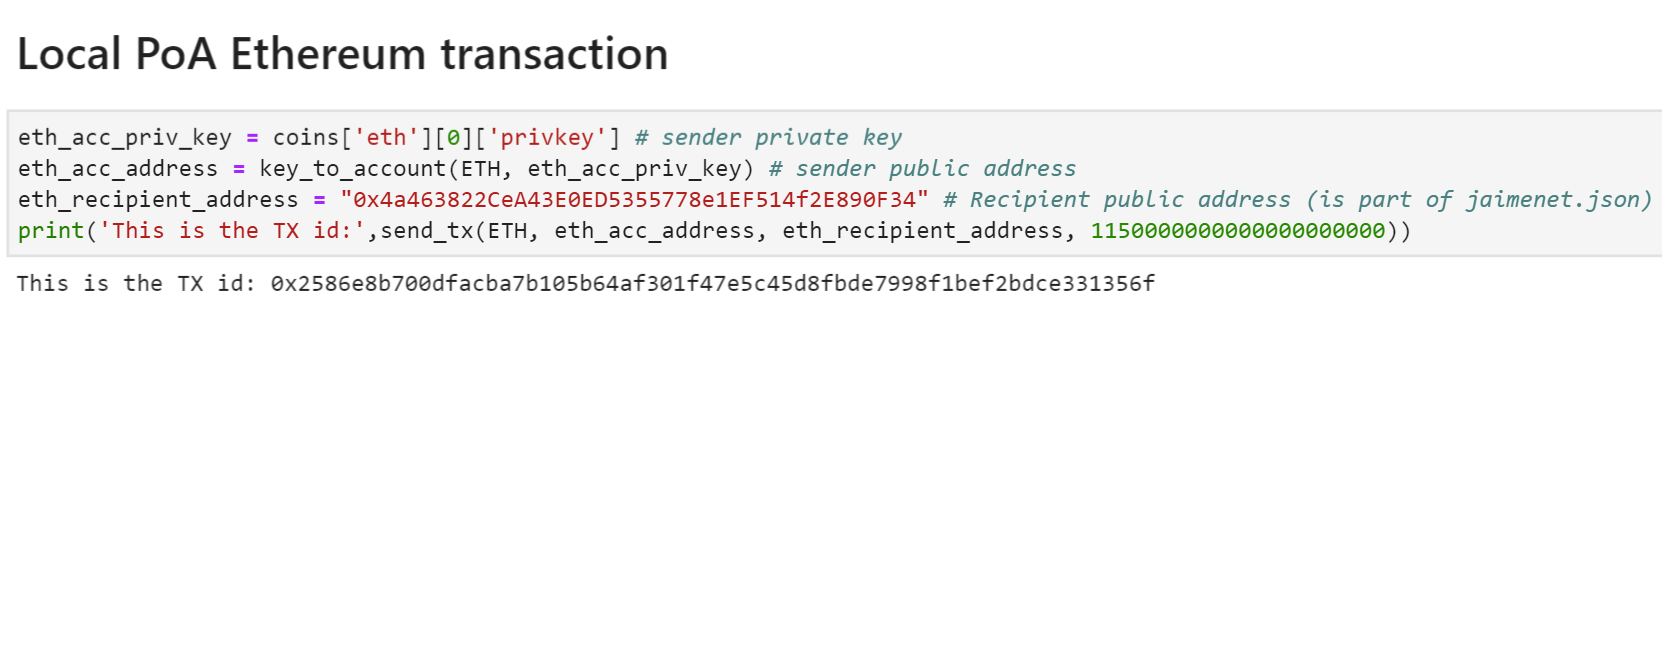 Local PoA Ethereum transaction
eth_acc_priv_key = coins['eth'][0]['privkey'] # sender private key
eth_acc_address = key_to_account(ETH, eth_acc_priv_key) # sender public address
eth_recipient_address = "0x4a463822CeA43E0ED5355778e1EF514f2E890F34" # Recipient public address (is part of jaimenet.json)
print('This is the TX id:',send_tx(ETH, eth_acc_address, eth_recipient_address, 1150000000000000000000))
This is the TX id: 0x2586e8b700dfacba7b105b64af301f47e5c45d8fbde7998f1bef2bdce331356f